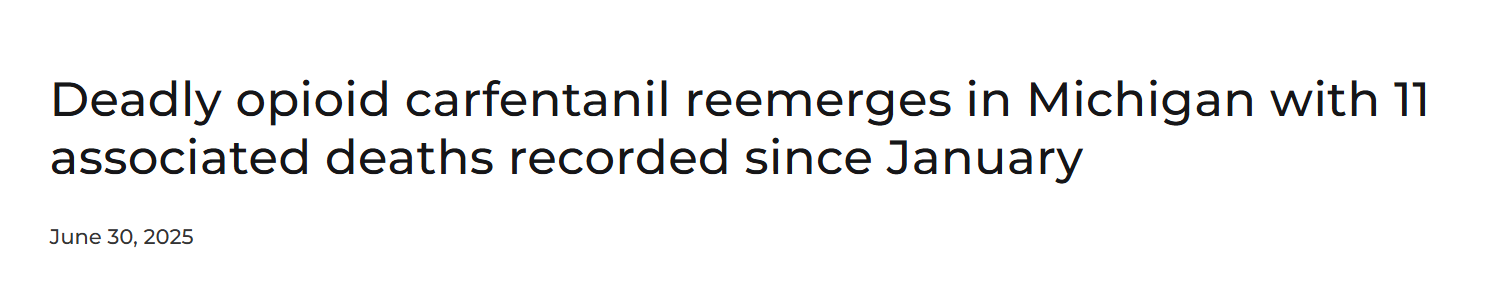 Deadly opioid carfentanil reemerges in Michigan with 11
associated deaths recorded since January
June 30, 2025